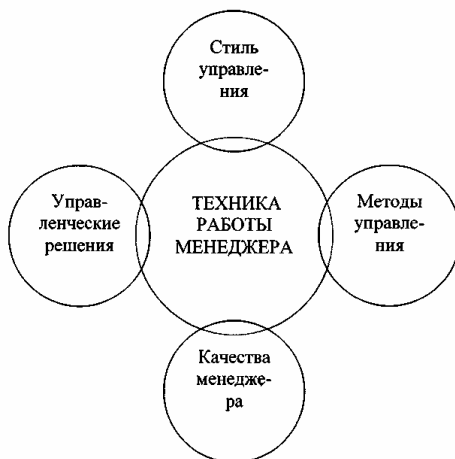 Стиль
управле-
ния
Управ-
ленческие
решения
ТЕХНИКА
РАБОТЫ
МЕНЕДЖЕРА
Методы
управле-
ния
Качества
менедже-
ра